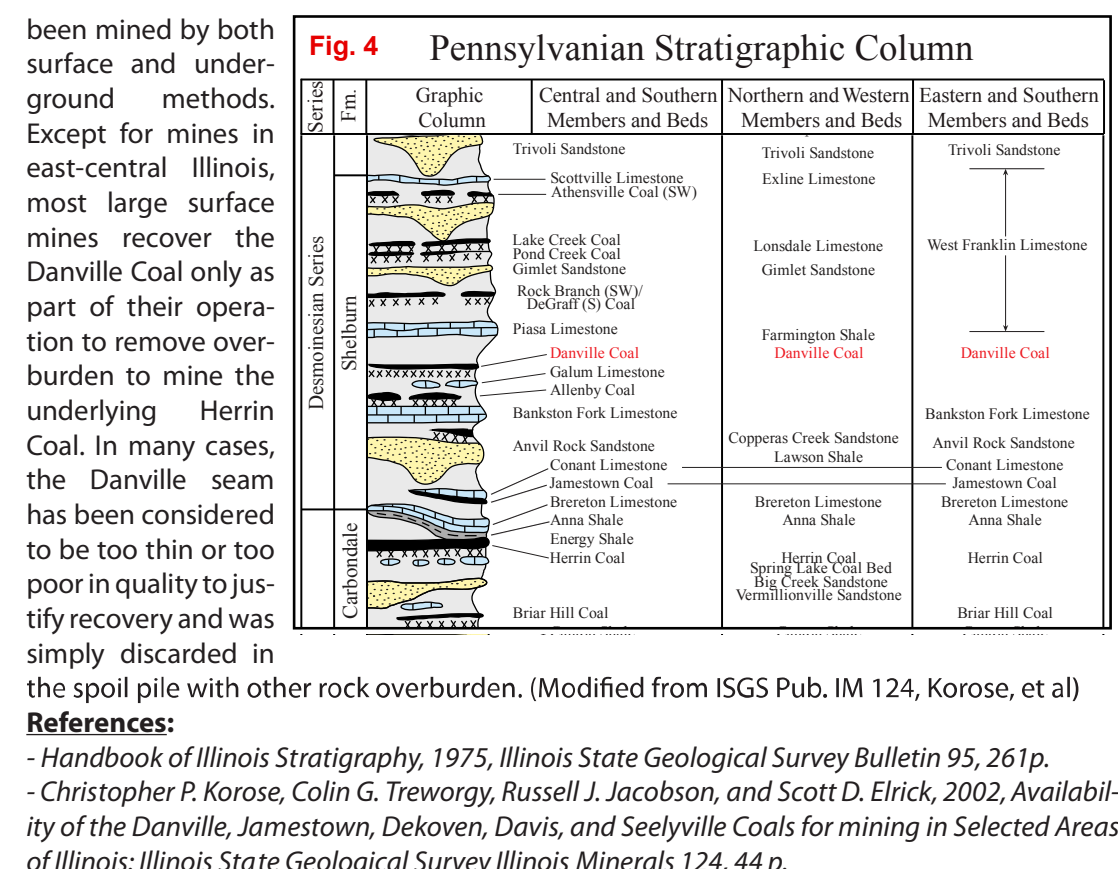 been mined by both
surface and under-
ground methods.
Except for mines in
east-central Illinois,
most large surface
mines recover the
Danville Coal only as
part of their opera-
tion to remove over-
burden to mine the
underlying Herrin
Coal. In many cases,
the Danville seam
has been considered
to be too thin or too
poor in quality to jus-
tify recovery and was
simply discarded in
the spoil pile with other rock overburden. (Modified from ISGS Pub. IM 124, Korose, et al)
Fig. 4
Pennsylvanian Stratigraphic Column
Series
Fm.
Graphic
Column
Central and Southern
Members and Beds
Northern and Western
Members and Beds
Eastern and Southern
Members and Beds
Desmoinesian Series
Shelburn
Carbondale
Trivoli Sandstone
Scottville Limestone
Athensville Coal (SW)
Lake Creek Coal
Pond Creek Coal
Gimlet Sandstone
Rock Branch (SW)/
DeGraff (S) Coal
Piasa Limestone
Danville Coal
Galum Limestone
Allenby Coal
Bankston Fork Limestone
Anvil Rock Sandstone
Conant Limestone
Jamestown Coal
Brereton Limestone
Anna Shale
Energy Shale
Herrin Coal
Briar Hill Coal
Trivoli Sandstone
Exline Limestone
Lonsdale Limestone
Gimlet Sandstone
Farmington Shale
Danville Coal
Copperas Creek Sandstone
Lawson Shale
Brereton Limestone
Anna Shale
Herrin Coal
Spring Lake Coal Bed
Big Creek Sandstone
Vermillionville Sandstone
Trivoli Sandstone
West Franklin Limestone
Danville Coal
Bankston Fork Limestone
Anvil Rock Sandstone
Conant Limestone
Jamestown Coal
Brereton Limestone
Anna Shale
Herrin Coal
Briar Hill Coal
References:
- Handbook of Illinois Stratigraphy, 1975, Illinois State Geological Survey Bulletin 95, 261p.
- Christopher P. Korose, Colin G. Treworgy, Russell J. Jacobson, and Scott D. Elrick, 2002, Availabil-
ity of the Danville, Jamestown, Dekoven, Davis, and Seelyville Coals for mining in Selected Areas
of Illinois: Illinois State Geological Survey Illinois Minerals 124, 44 p.